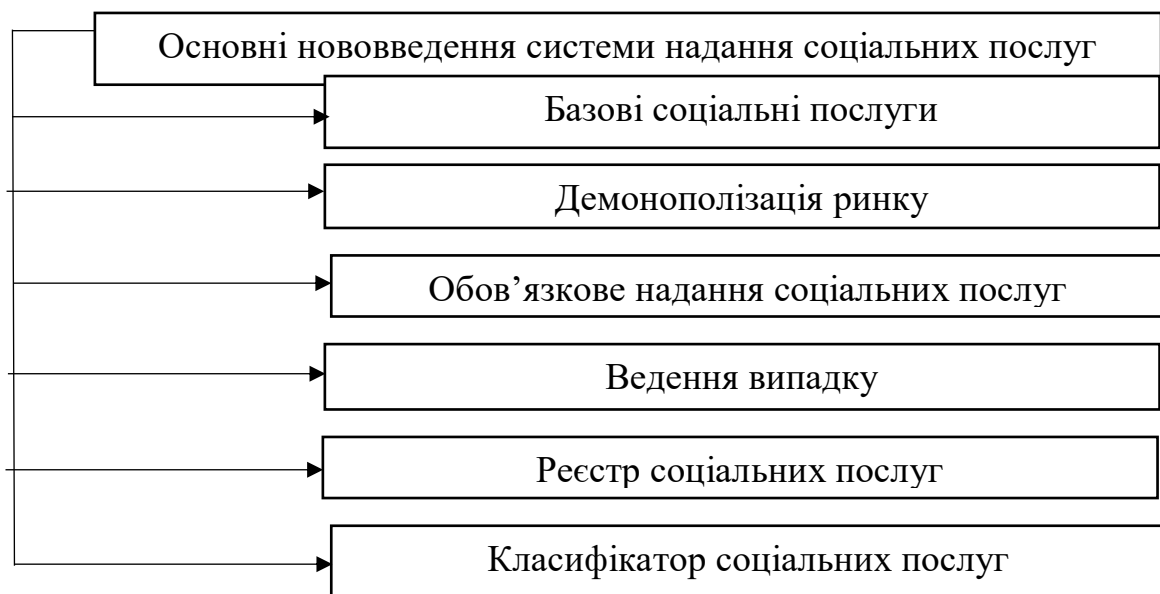 Основні нововведення системи надання соціальних послуг
Базові соціальні послуги
Демонополізація ринку
Обов’язкове надання соціальних послуг
Ведення випадку
Реєстр соціальних послуг
Класифікатор соціальних послуг